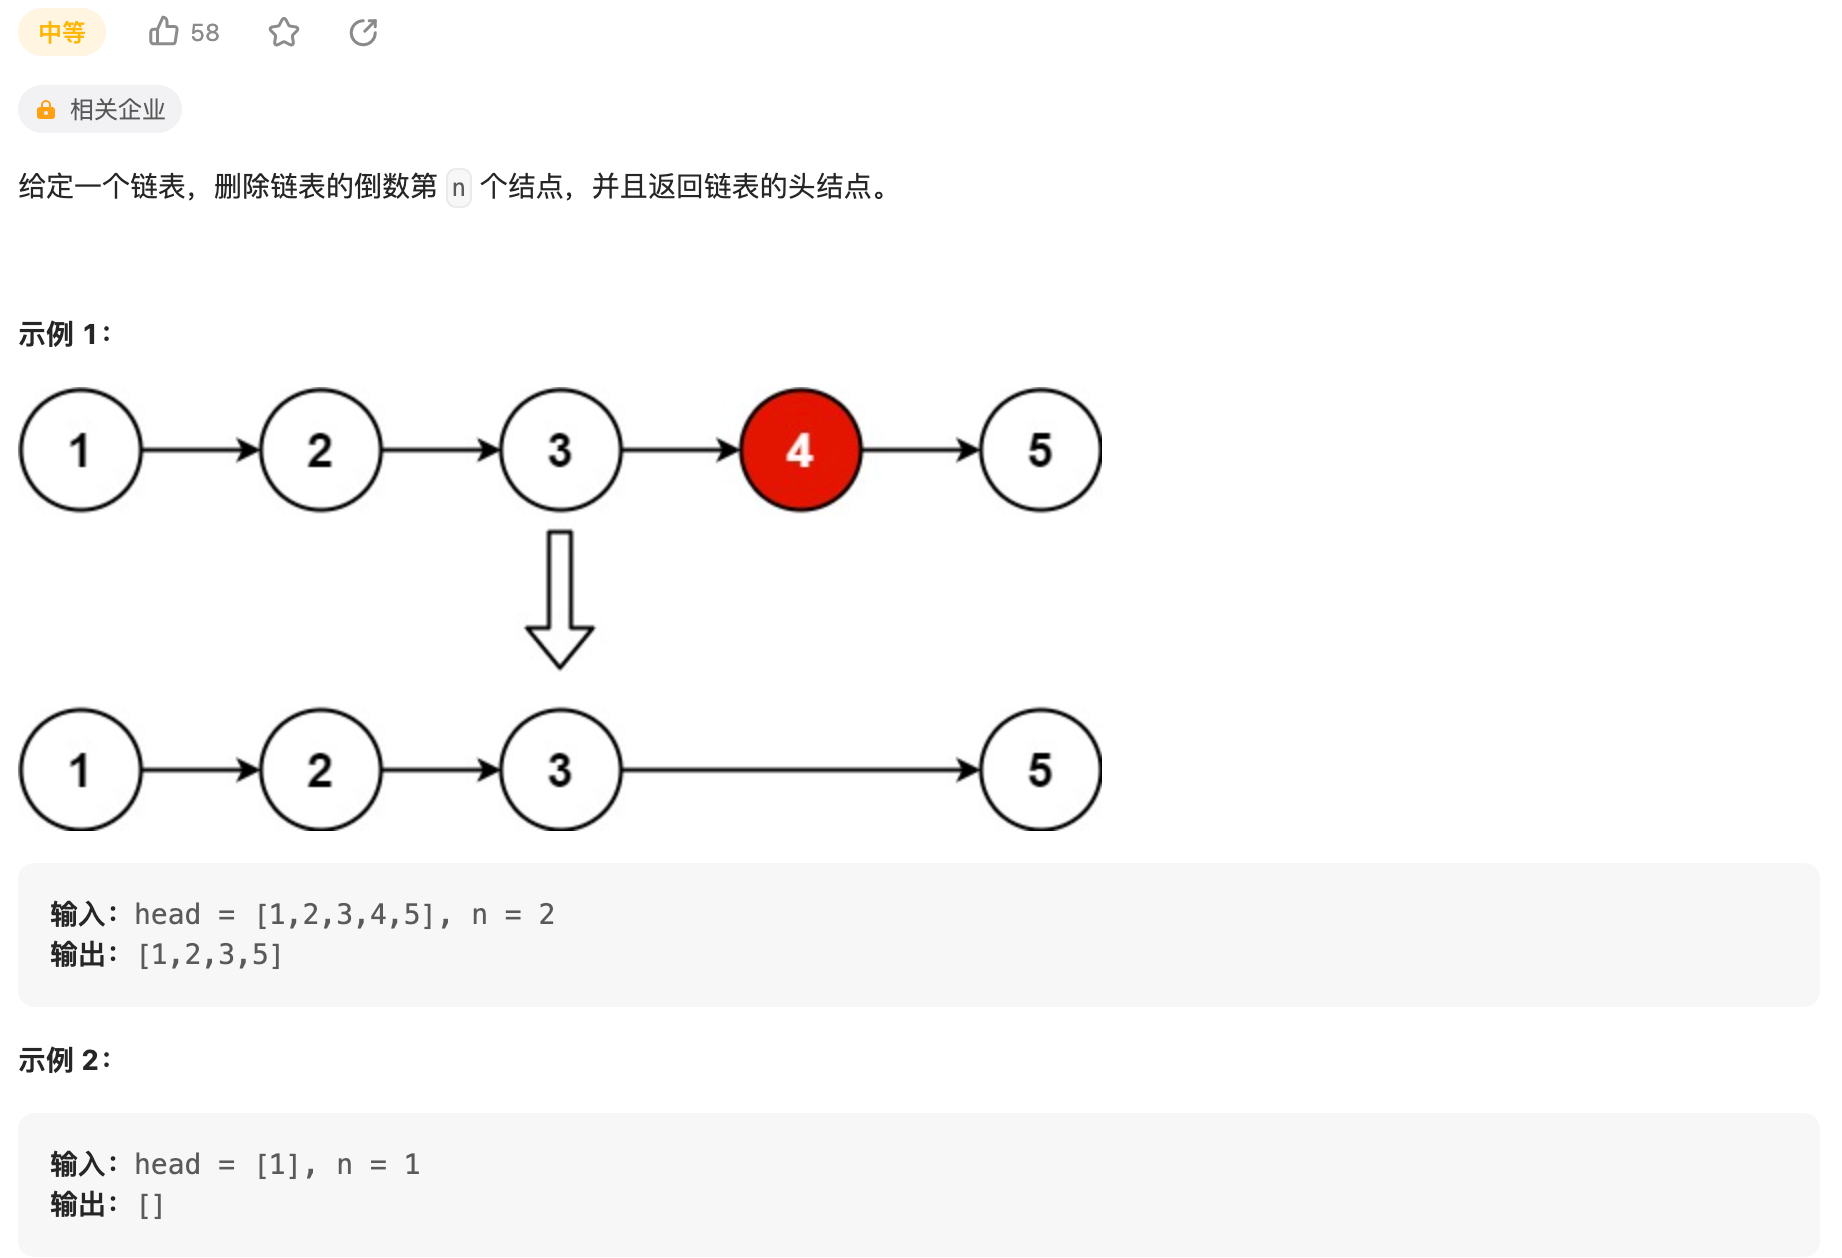 中等 58
相关企业
给定一个链表，删除链表的倒数第 n 个结点，并且返回链表的头结点。
示例 1：
1 2 3 4 5
1 2 3 5
输入：head = [1,2,3,4,5], n = 2
输出：[1,2,3,5]
示例 2：
输入：head = [1], n = 1
输出：[]